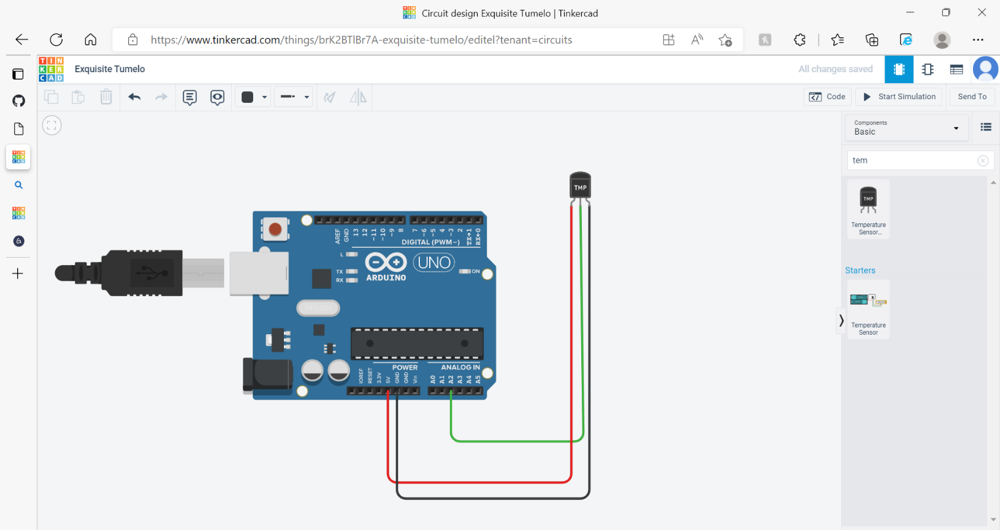 Circuit design Exquisite Tumelo | Tinkercad
https://www.tinkercad.com/things/brK2BTlBr7A-exquisite-tumelo/editel?tenant=circuits
TIN
KER
CAD
Exquisite Tumelo
All changes saved
Code
Start Simulation
Send To
Components
Basic
tem
TMP
Temperature
Sensor...
Starters
Temperature
Sensor
TMP
AREF
GND
13
12
~11
~10
~9
8
7
~6
~5
4
~3
2
TX→1
RX←0
DIGITAL (PWM~)
L
TX
RX
ARDUINO
UNO
ON
POWER
ANALOG IN
IOREF
RESET
3.3V
5V
GND
GND
Vin
A0
A1
A2
A3
A4
A5